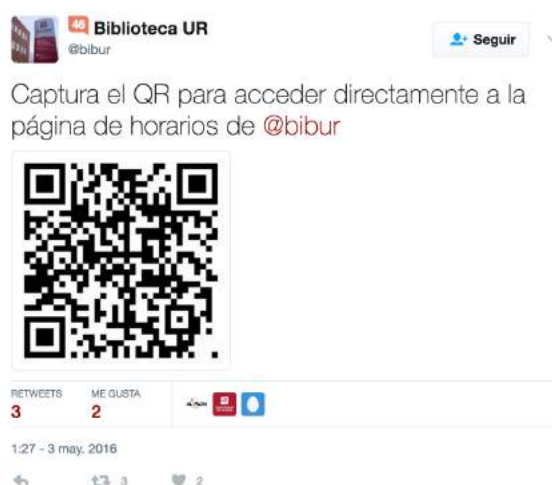 46 Biblioteca UR
@bibur
Seguir
Captura el QR para acceder directamente a la
página de horarios de @bibur
RETWEETS ME GUSTA
3 2
1:27 - 3 may. 2016
3 2